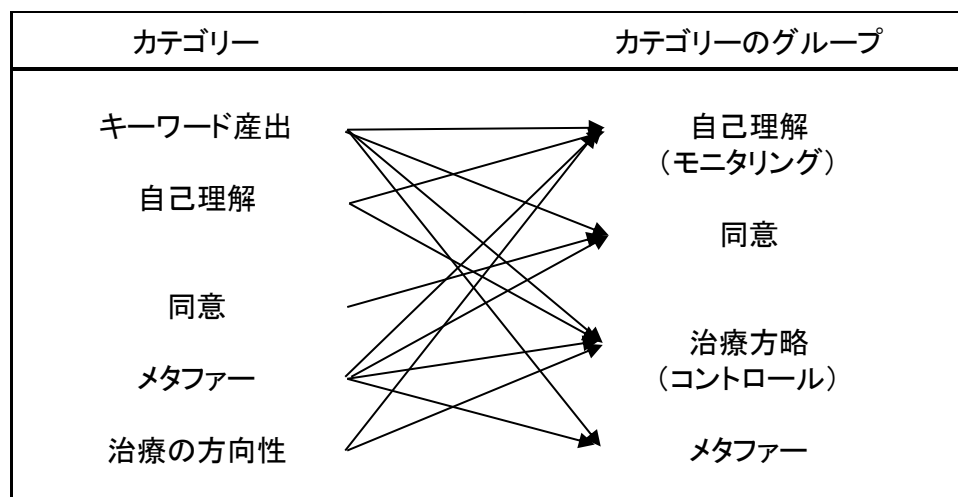 カテゴリー カテゴリーのグループ
キーワード産出 自己理解
（モニタリング）
自己理解
同意
同意
治療方略
（コントロール）
メタファー
治療の方向性 メタファー